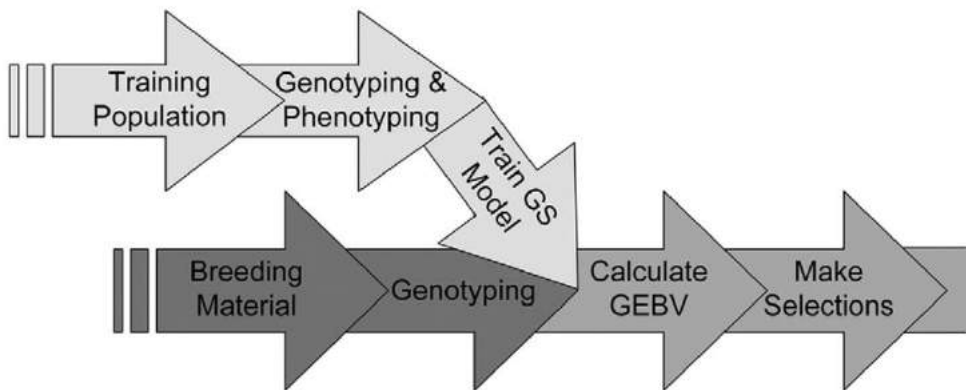 Training
Population
Genotyping &
Phenotyping
Train GS
Model
Breeding
Material
Genotyping
Calculate
GEBV
Make
Selections